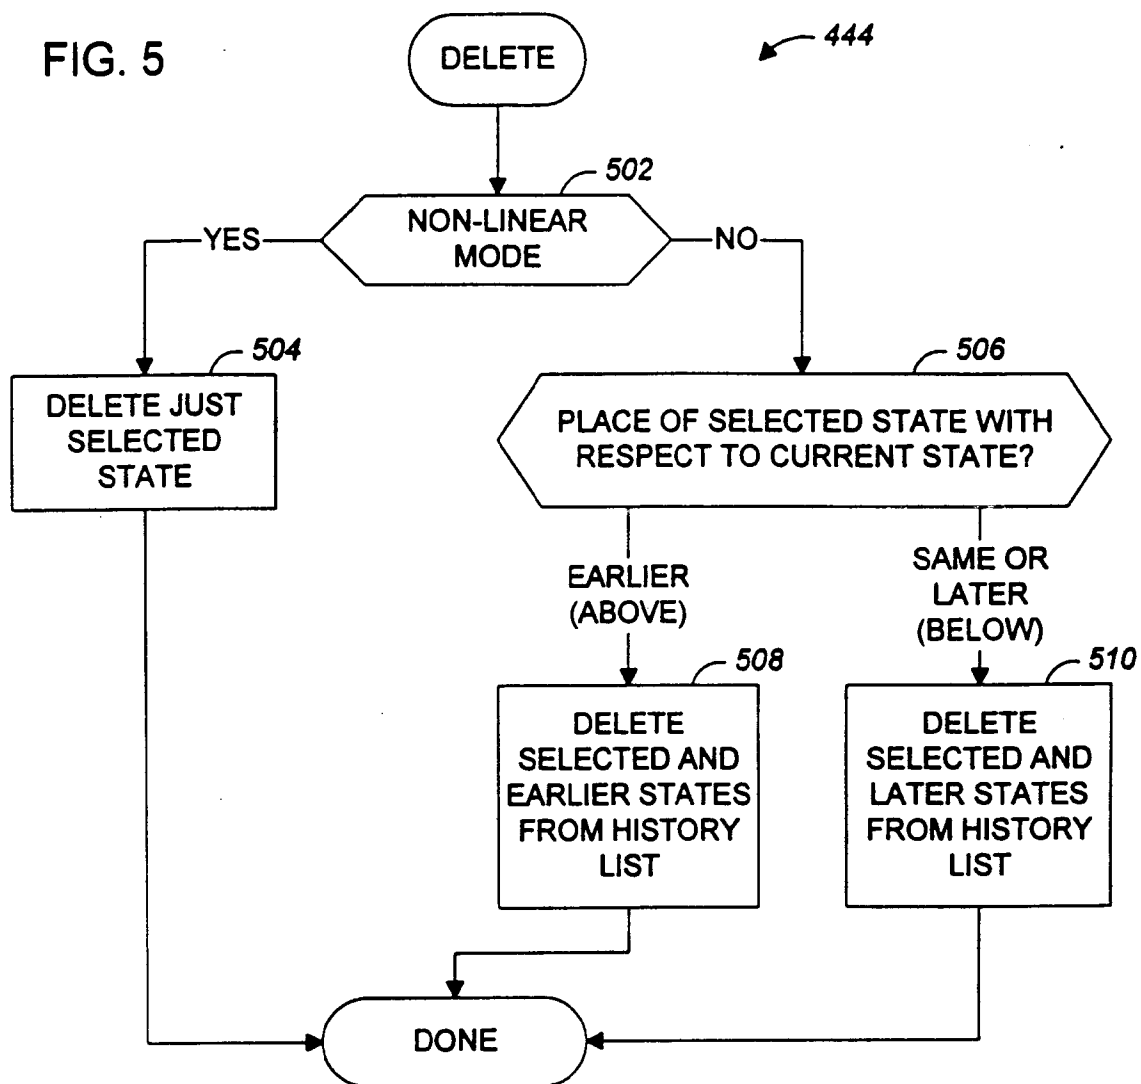 FIG. 5
DELETE
444
502
NON-LINEAR
MODE
YES
NO
504
DELETE JUST
SELECTED
STATE
506
PLACE OF SELECTED STATE WITH
RESPECT TO CURRENT STATE?
EARLIER
(ABOVE)
SAME OR
LATER
(BELOW)
508
DELETE
SELECTED AND
EARLIER STATES
FROM HISTORY
LIST
510
DELETE
SELECTED AND
LATER STATES
FROM HISTORY
LIST
DONE